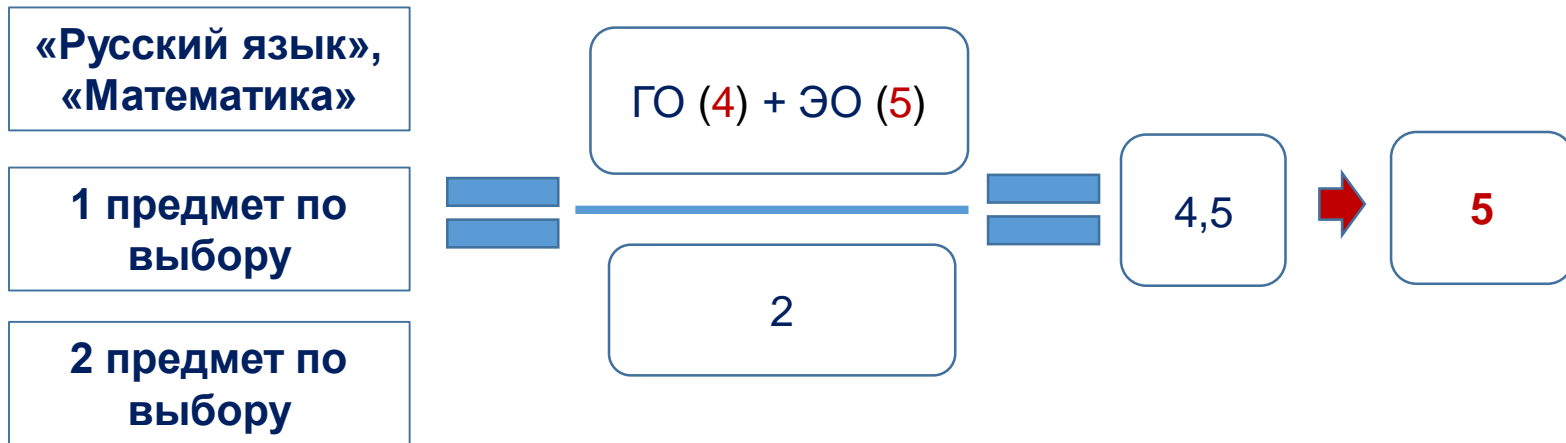 «Русский язык»,
«Математика»
1 предмет по
выбору
2 предмет по
выбору
ГО (4) + ЭО (5)
2
4,5
5